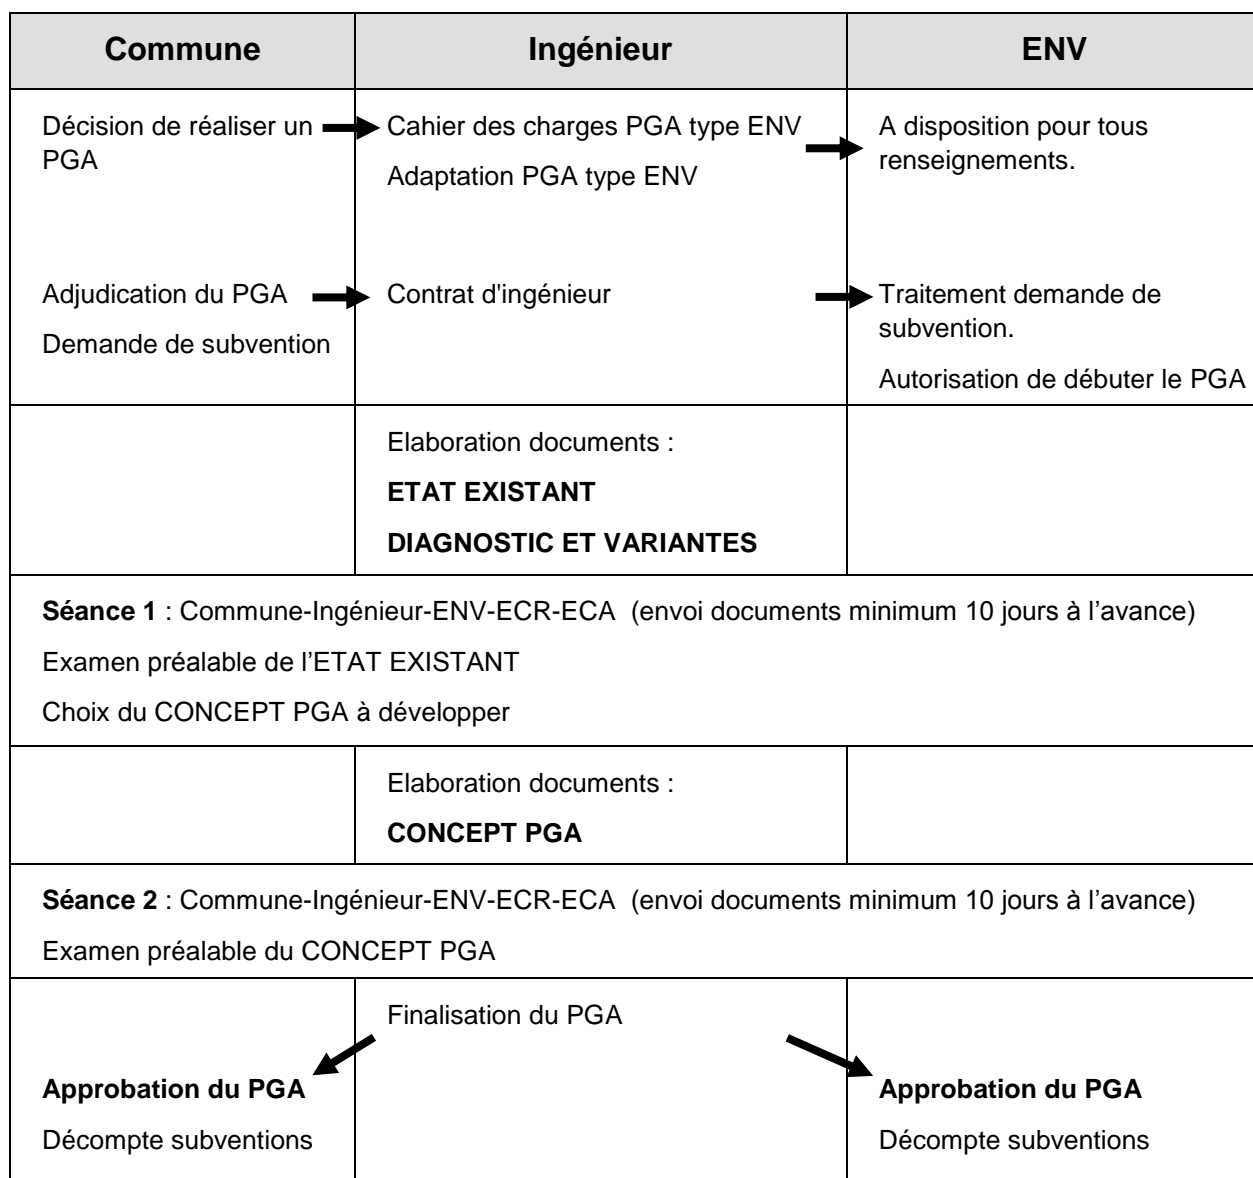 Commune
Ingénieur
ENV
Décision de réaliser un
PGA
Cahier des charges PGA type ENV
Adaptation PGA type ENV
A disposition pour tous
renseignements.
Adjudication du PGA
Demande de subvention
Contrat d'ingénieur
Traitement demande de
subvention.
Autorisation de débuter le PGA
Elaboration documents :
ETAT EXISTANT
DIAGNOSTIC ET VARIANTES
Séance 1 : Commune-Ingénieur-ENV-ECR-ECA (envoi documents minimum 10 jours à l’avance)
Examen préalable de l’ETAT EXISTANT
Choix du CONCEPT PGA à développer
Elaboration documents :
CONCEPT PGA
Séance 2 : Commune-Ingénieur-ENV-ECR-ECA (envoi documents minimum 10 jours à l’avance)
Examen préalable du CONCEPT PGA
Finalisation du PGA
Approbation du PGA
Décompte subventions
Approbation du PGA
Décompte subventions